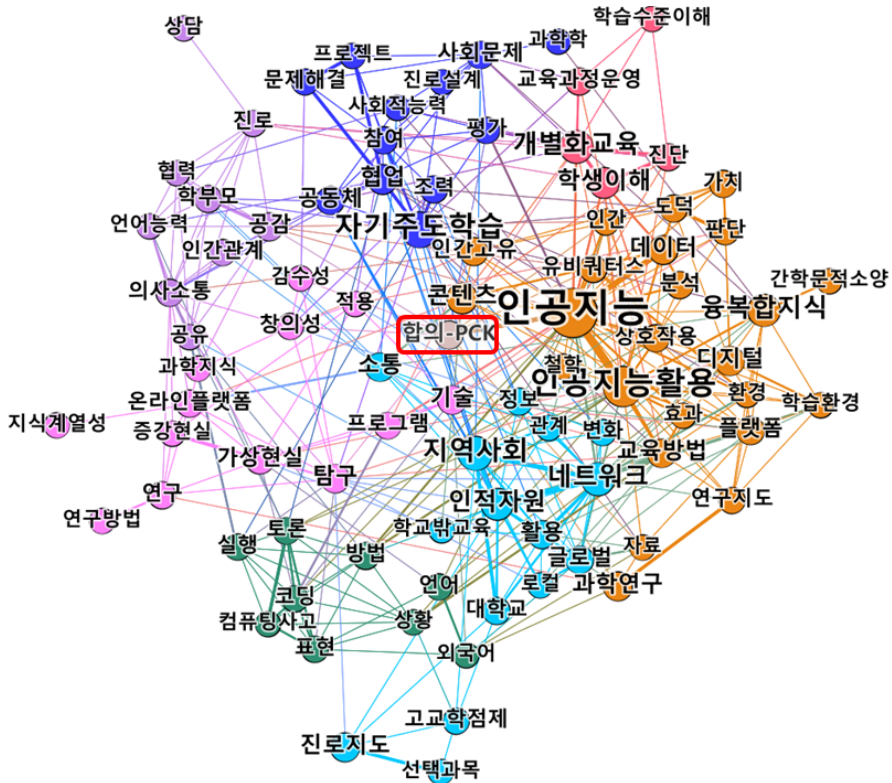 학습수준이해
상담
과학학
사회문제
프로젝트
문제해결
진로설계
교육과정운영
사회적능력
진로
평가
참여
개별화교육
진단
협력
협업
학생이해
가치
조력
학부모
공동체
도덕
언어능력
공감
자기주도학습
인간
판단
인간관계
인간고유
데이터
유비쿼터스
감수성
분석
간학문적소양
의사소통
콘텐츠
인공지능
융복합지식
적용
창의성
합의-PCK
상호작용
공유
과학지식
소통
철학
디지털
인공지능활용
온라인플랫폼
기술
정보
환경
학습환경
지식계열성
증강현실
프로그램
관계
변화
효과
플랫폼
가상현실
지역사회
교육방법
탐구
네트워크
연구
인적자원
연구지도
연구방법
토론
학교밖교육
활용
실행
방법
글로벌
자료
코딩
언어
로컬
과학연구
컴퓨팅사고
상황
대학교
표현
외국어
고교학점제
진로지도
선택과목